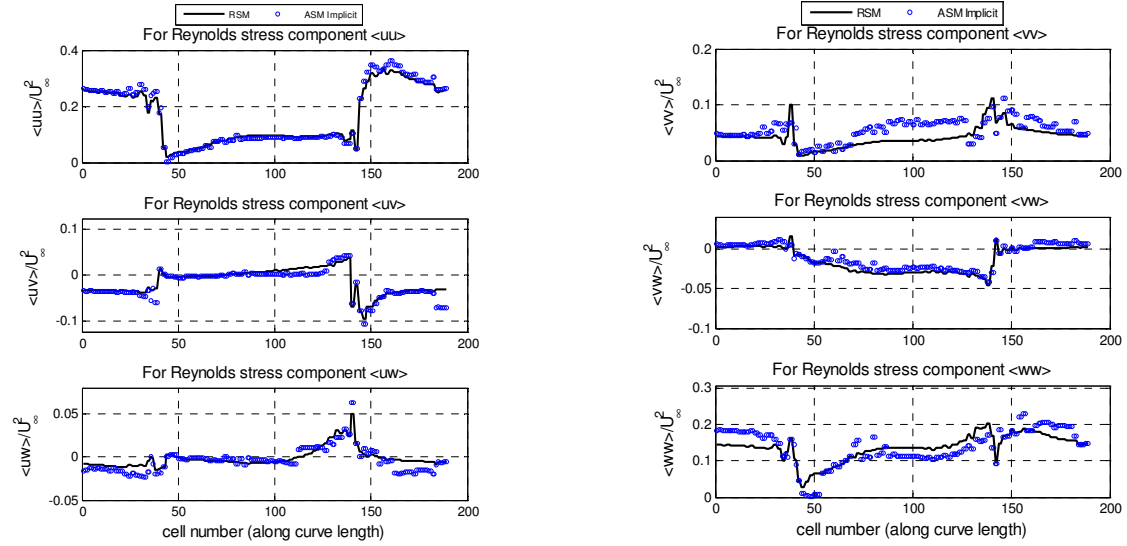 RSM ASM Implicit
For Reynolds stress component <uu>
0.4
0.2
0
<uu>/U²∞
0 50 100 150 200
For Reynolds stress component <uv>
0.1
0
-0.1
<uv>/U²∞
0 50 100 150 200
For Reynolds stress component <uw>
0.05
0
-0.05
<uw>/U²∞
0 50 100 150 200
cell number (along curve length)
RSM ASM Implicit
For Reynolds stress component <vv>
0.2
0.1
0
<vv>/U²∞
0 50 100 150 200
For Reynolds stress component <vw>
0
-0.05
-0.1
<vw>/U²∞
0 50 100 150 200
For Reynolds stress component <ww>
0.3
0.2
0.1
0
<ww>/U²∞
0 50 100 150 200
cell number (along curve length)